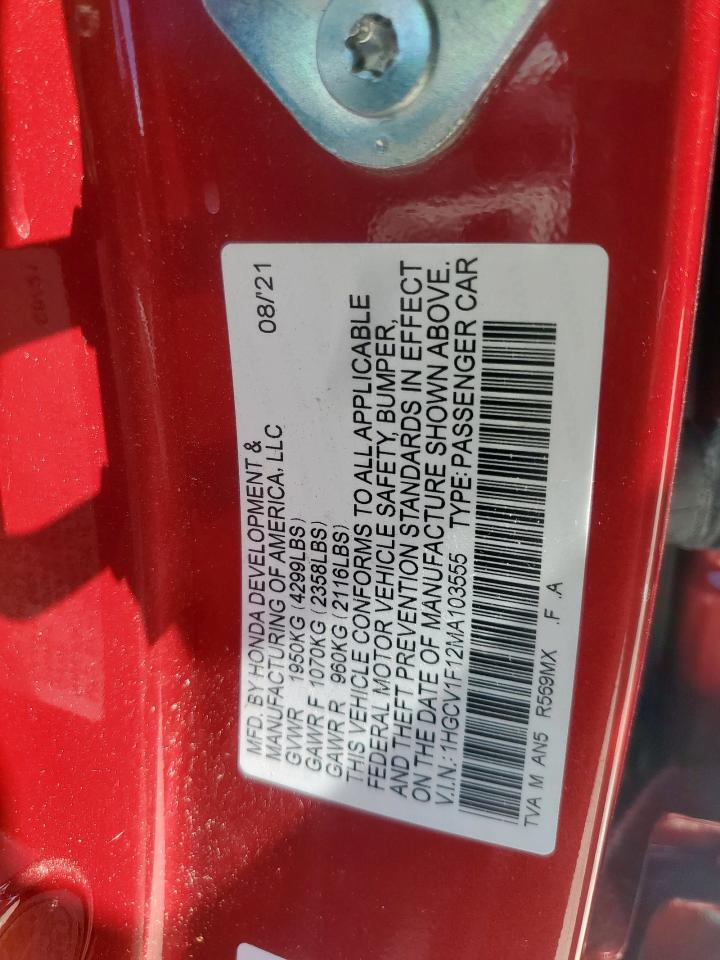 MFD. BY HONDA DEVELOPMENT &
MANUFACTURING OF AMERICA, LLC 08/'21
GVWR 1950KG (4299LBS)
GAWR F 1070KG (2358LBS)
GAWR R 960KG (2116LBS)
THIS VEHICLE CONFORMS TO ALL APPLICABLE
FEDERAL MOTOR VEHICLE SAFETY, BUMPER,
AND THEFT PREVENTION STANDARDS IN EFFECT
ON THE DATE OF MANUFACTURE SHOWN ABOVE.
V.I.N.: 1HGCV1F12MA103555 TYPE: PASSENGER CAR
TVA M AN5 R569MX .F .A